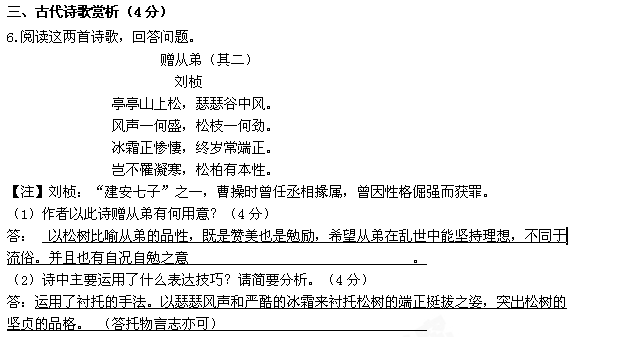 三、古代诗歌赏析（4分）
6.阅读这两首诗歌，回答问题。
赠从弟（其二）
刘桢
亭亭山上松，瑟瑟谷中风。
风声一何盛，松枝一何劲。
冰霜正惨悽，终岁常端正。
岂不罹凝寒，松柏有本性。
【注】刘桢：“建安七子”之一，曹操时曾任丞相掾属，曾因性格倔强而获罪。
（1）作者以此诗赠从弟有何用意？（4分）
答： 以松树比喻从弟的品性，既是赞美也是勉励，希望从弟在乱世中能坚持理想，不同于
流俗。并且也有自况自勉之意 。
（2）诗中主要运用了什么表达技巧？请简要分析。（4分）
答：运用了衬托的手法。以瑟瑟风声和严酷的冰霜来衬托松树的端正挺拔之姿，突出松树的
坚贞的品格。 （答托物言志亦可）